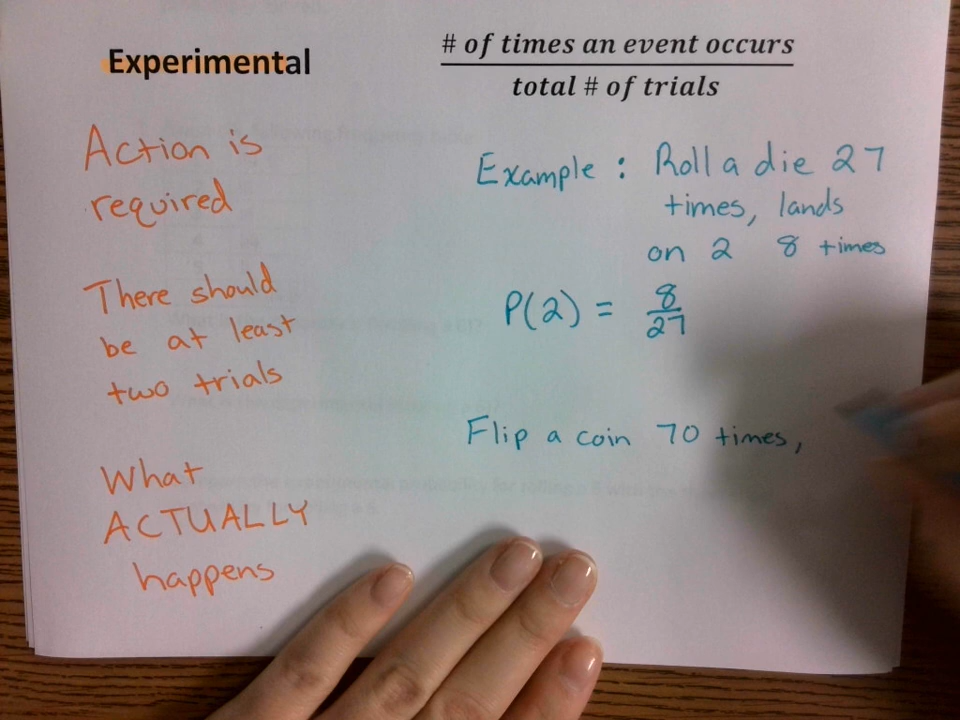 Experimental
# of times an event occurs
total # of trials
Action is
required
There should
be at least
two trials
What
ACTUALLY
happens
Example : Roll a die 27
times, lands
on 2 8 times
P(2) = 8/27
Flip a coin 70 times,